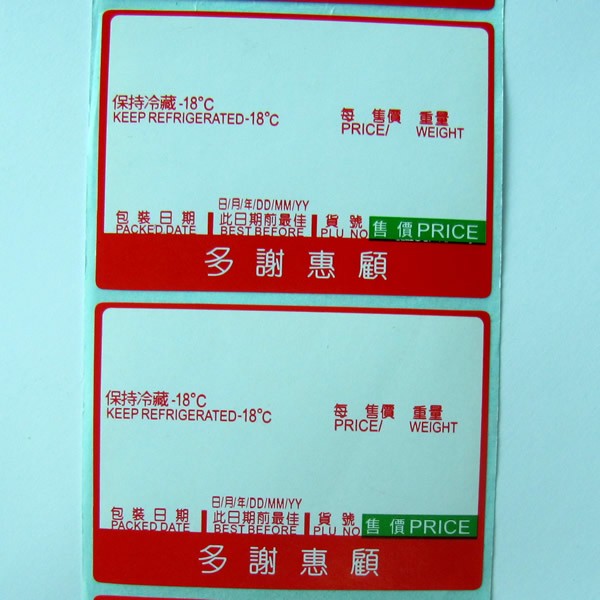 保持冷藏-18°C
KEEP REFRIGERATED-18°C
每 售價 重量
PRICE/ WEIGHT
日/月/年/DD/MM/YY
包裝日期 此日期前最佳 貨號 售價PRICE
PACKED DATE BEST BEFORE PLU NO
多謝惠顧
保持冷藏-18°C
KEEP REFRIGERATED-18°C
每 售價 重量
PRICE/ WEIGHT
日/月/年/DD/MM/YY
包裝日期 此日期前最佳 貨號 售價PRICE
PACKED DATE BEST BEFORE PLU NO
多謝惠顧